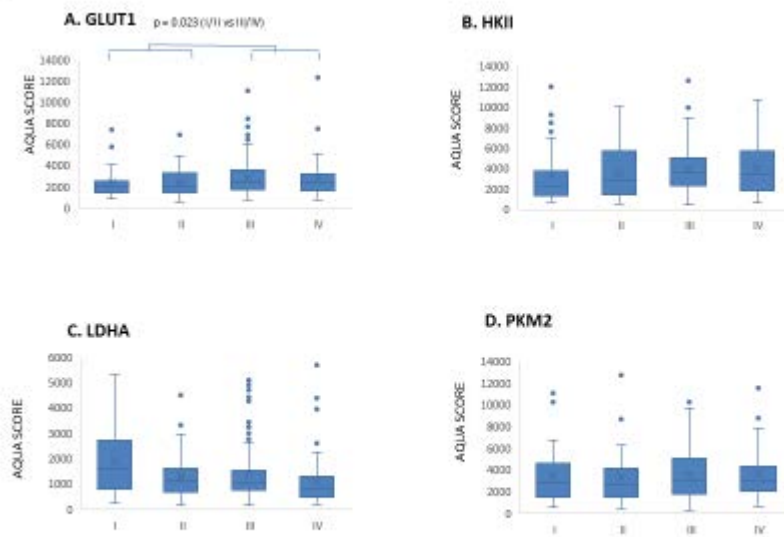 A. GLUT1
p = 0.023 (I/II vs III/IV)
AQUA SCORE
14000
12000
10000
8000
6000
4000
2000
0
I II III IV
B. HKII
AQUA SCORE
14000
12000
10000
8000
6000
4000
2000
0
I II III IV
C. LDHA
AQUA SCORE
6000
5000
4000
3000
2000
1000
0
I II III IV
D. PKM2
AQUA SCORE
14000
12000
10000
8000
6000
4000
2000
0
I II III IV